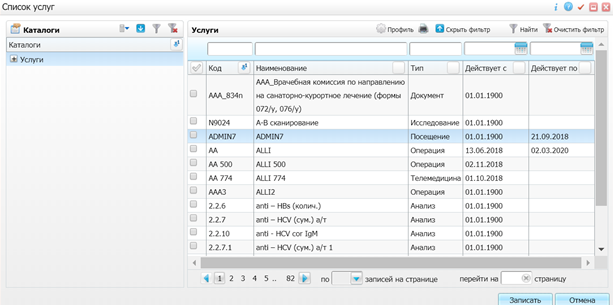 Список услуг
Каталоги
Каталоги
Услуги
Услуги
Профиль Скрыть фильтр Найти Очистить фильтр
Код Наименование Тип Действует с Действует по
AAA_834n AAA_Врачебная комиссия по направлению на санаторно-курортное лечение (формы 072/у, 076/у) Документ 01.01.1900
N9024 A-B сканирование Исследование 01.01.1900
ADMIN7 ADMIN7 Посещение 01.01.1900 21.09.2018
AA ALLI Операция 13.06.2018 02.03.2020
AA 500 ALLI 500 Операция 02.11.2018
AA 774 ALLI 774 Телемедицина 01.10.2018
AAA3 ALLI2 Операция 01.01.1900
2.2.6 anti – HBs (колич.) Анализ 01.01.1900
2.2.7 anti – HCV (сум.) а/т Анализ 01.01.1900
2.2.10 anti - HCV cor IgM Анализ 01.01.1900
2.2.7.1 anti – HCV (сум.) а/т 1 Анализ 01.01.1900
1 2 3 4 5 .. 82 по записей на странице перейти на страницу
Записать Отмена